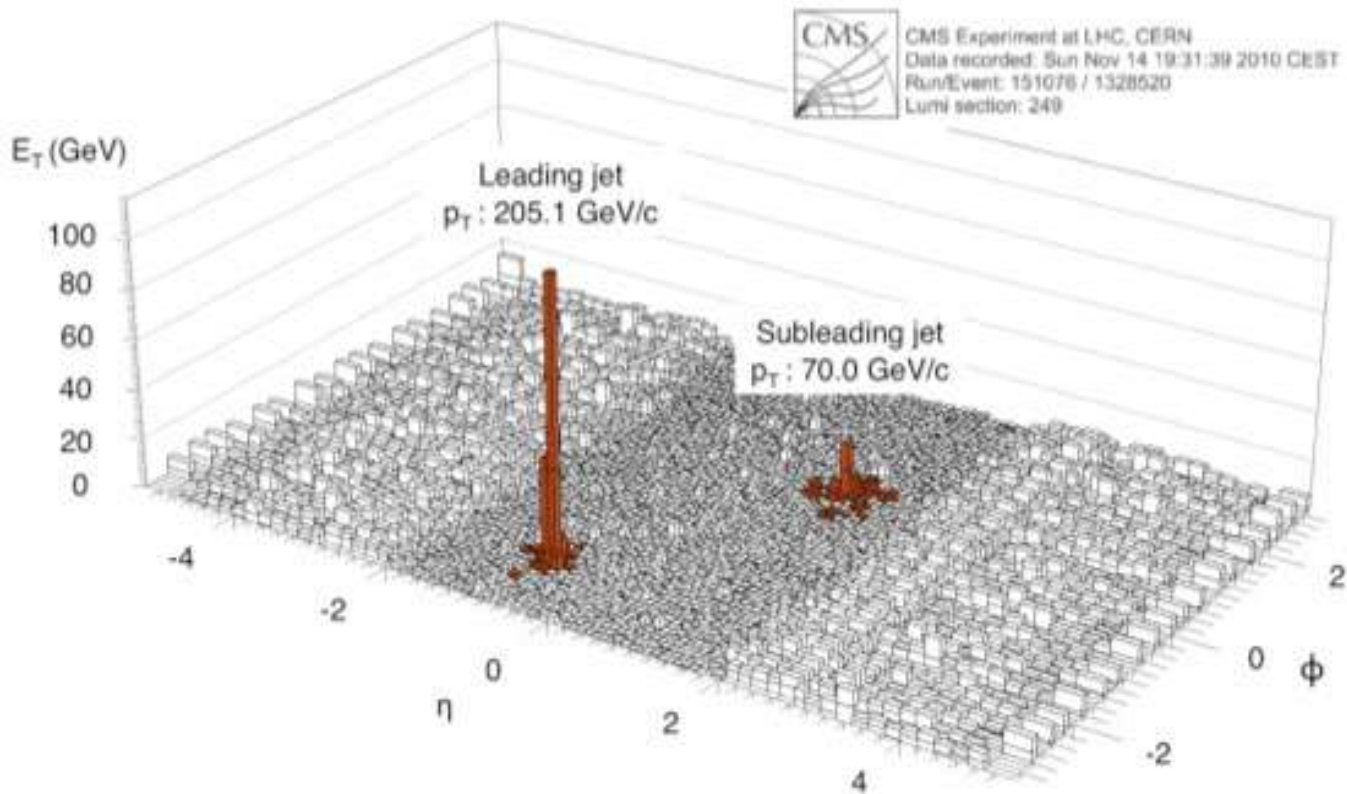 CMS
CMS Experiment at LHC, CERN
Data recorded: Sun Nov 14 19:31:39 2010 CEST
Run/Event: 151076 / 1328520
Lumi section: 249
E_T (GeV)
Leading jet
p_T : 205.1 GeV/c
Subleading jet
p_T : 70.0 GeV/c
100
80
60
40
20
0
-4
-2
0
2
4
η
2
0
-2
ϕ